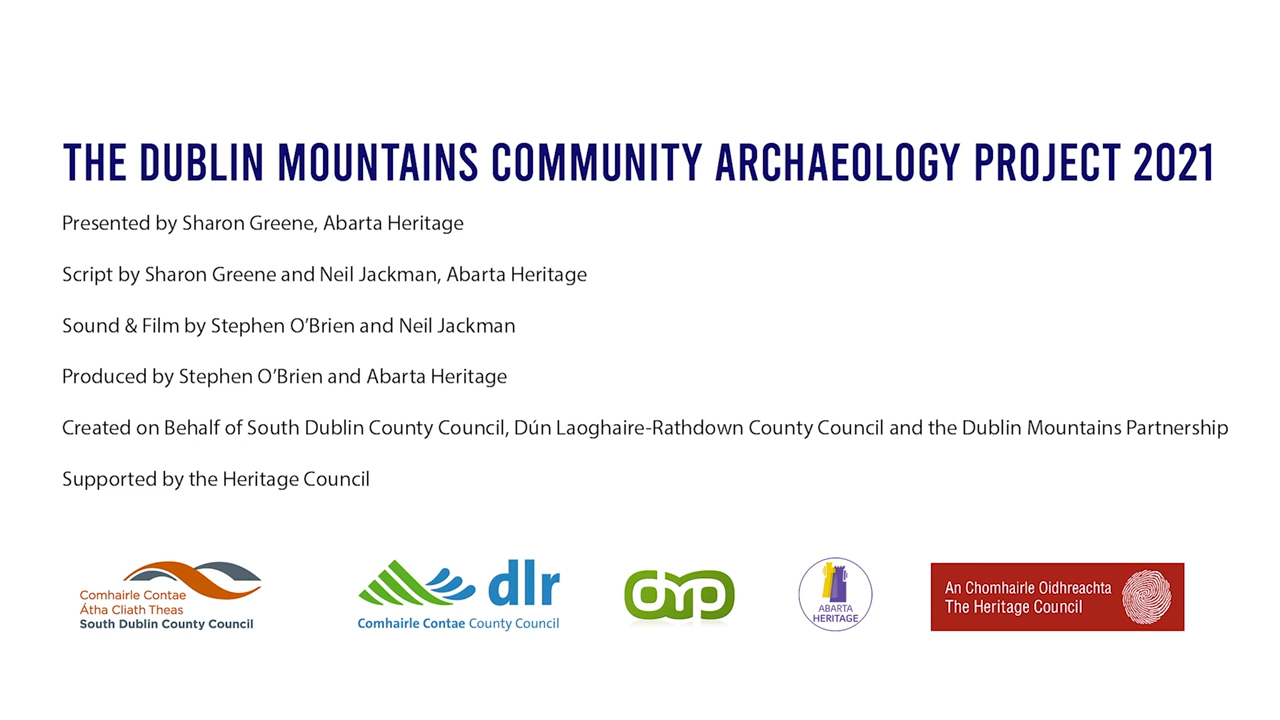 THE DUBLIN MOUNTAINS COMMUNITY ARCHAEOLOGY PROJECT 2021
Presented by Sharon Greene, Abarta Heritage
Script by Sharon Greene and Neil Jackman, Abarta Heritage
Sound & Film by Stephen O’Brien and Neil Jackman
Produced by Stephen O’Brien and Abarta Heritage
Created on Behalf of South Dublin County Council, Dún Laoghaire-Rathdown County Council and the Dublin Mountains Partnership
Supported by the Heritage Council
Comhairle Contae
Átha Cliath Theas
South Dublin County Council
dlr
Comhairle Contae County Council
dmp
ABARTA
HERITAGE
An Chomhairle Oidhreachta
The Heritage Council